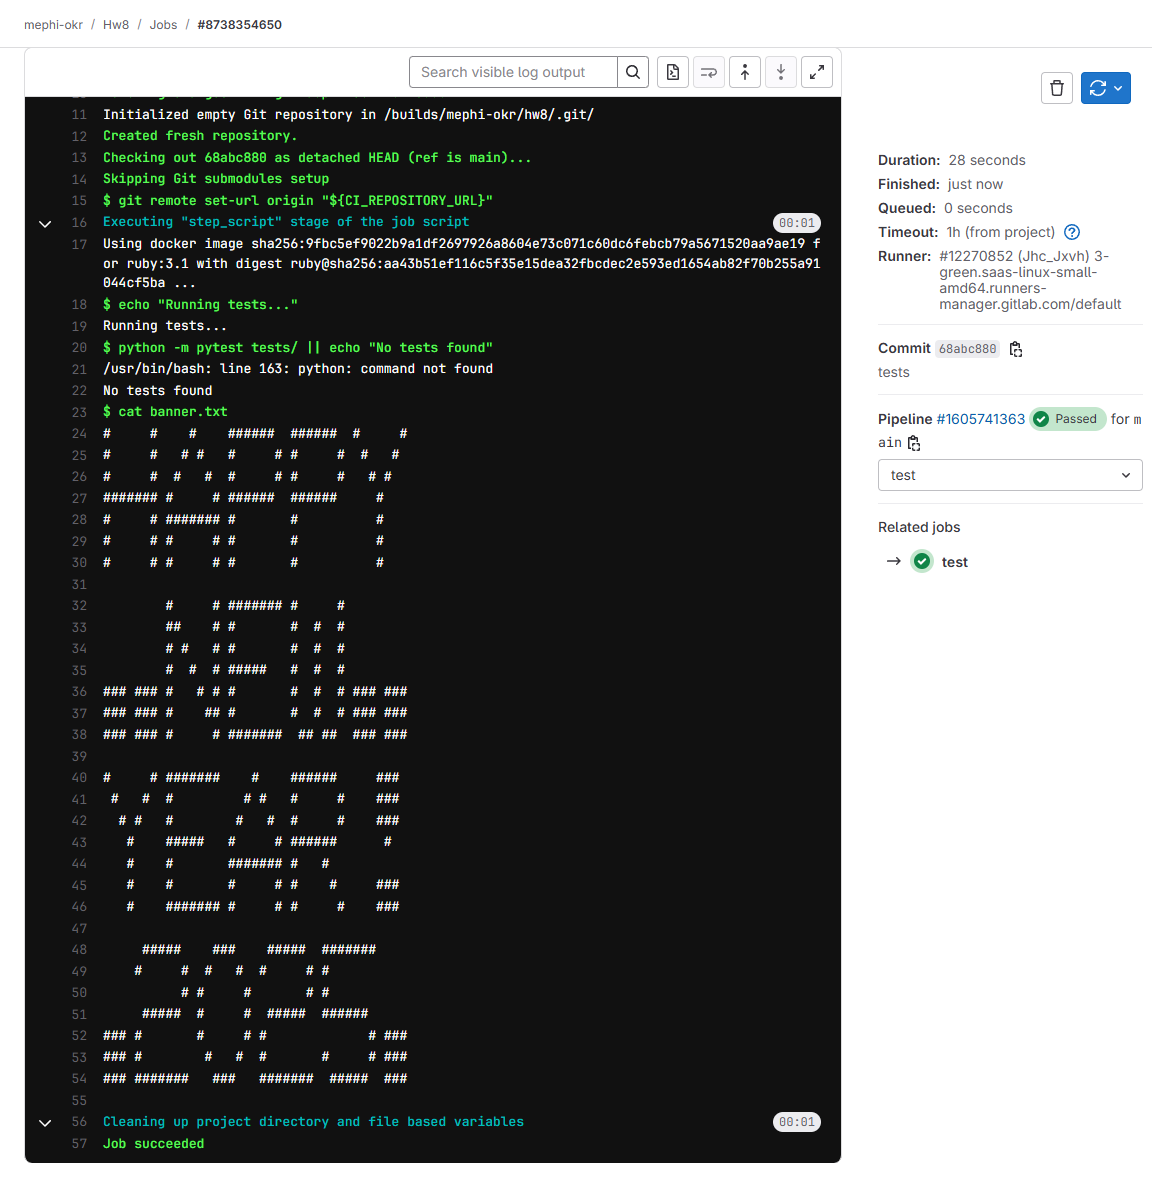 mephi-okr / Hw8 / Jobs / #8738354650
Search visible log output
11 Initialized empty Git repository in /builds/mephi-okr/hw8/.git/
12 Created fresh repository.
13 Checking out 68abc880 as detached HEAD (ref is main)...
14 Skipping Git submodules setup
15 $ git remote set-url origin "${CI_REPOSITORY_URL}"
16 Executing "step_script" stage of the job script 00:01
17 Using docker image sha256:9fbc5ef9022b9a1df2697926a8604e73c071c60dc6febcb79a5671520aa9ae19 f
or ruby:3.1 with digest ruby@sha256:aa43b51ef116c5f35e15dea32fbcdec2e593ed1654ab82f70b255a91
044cf5ba ...
18 $ echo "Running tests..."
19 Running tests...
20 $ python -m pytest tests/ || echo "No tests found"
21 /usr/bin/bash: line 163: python: command not found
22 No tests found
23 $ cat banner.txt
24 #     #    #    ######  ######  #     #
25 #     #   # #   #     # #     #  #   #
26 #     #  #   #  #     # #     #   # #
27 ####### #     # ######  ######     #
28 #     # ####### #       #          #
29 #     # #     # #       #          #
30 #     # #     # #       #          #
31
32         #     # ####### #     #
33         ##    # #       #  #  #
34         # #   # #       #  #  #
35         #  #  # #####   #  #  #
36 ### ### #   # # #       #  #  # ### ###
37 ### ### #    ## #       #  #  # ### ###
38 ### ### #     # #######  ## ##  ### ###
39
40 #     # #######    #    ######     ###
41  #   #  #         # #   #     #    ###
42   # #   #        #   #  #     #    ###
43    #    #####   #     # ######      #
44    #    #       ####### #   #
45    #    #       #     # #    #     ###
46    #    ####### #     # #     #    ###
47
48      #####    ###    #####  #######
49     #     #  #   #  #     # #
50           # #     #       # #
51      #####  #     #  #####  ######
52 ### #       #     # #             # ###
53 ### #        #   #  #       #     # ###
54 ### #######   ###   #######  #####  ###
55
56 Cleaning up project directory and file based variables 00:01
57 Job succeeded
Duration: 28 seconds
Finished: just now
Queued: 0 seconds
Timeout: 1h (from project)
Runner: #12270852 (Jhc_Jxvh) 3-
green.saas-linux-small-
amd64.runners-
manager.gitlab.com/default
Commit 68abc880
tests
Pipeline #1605741363 Passed for m
ain
test
Related jobs
→ test